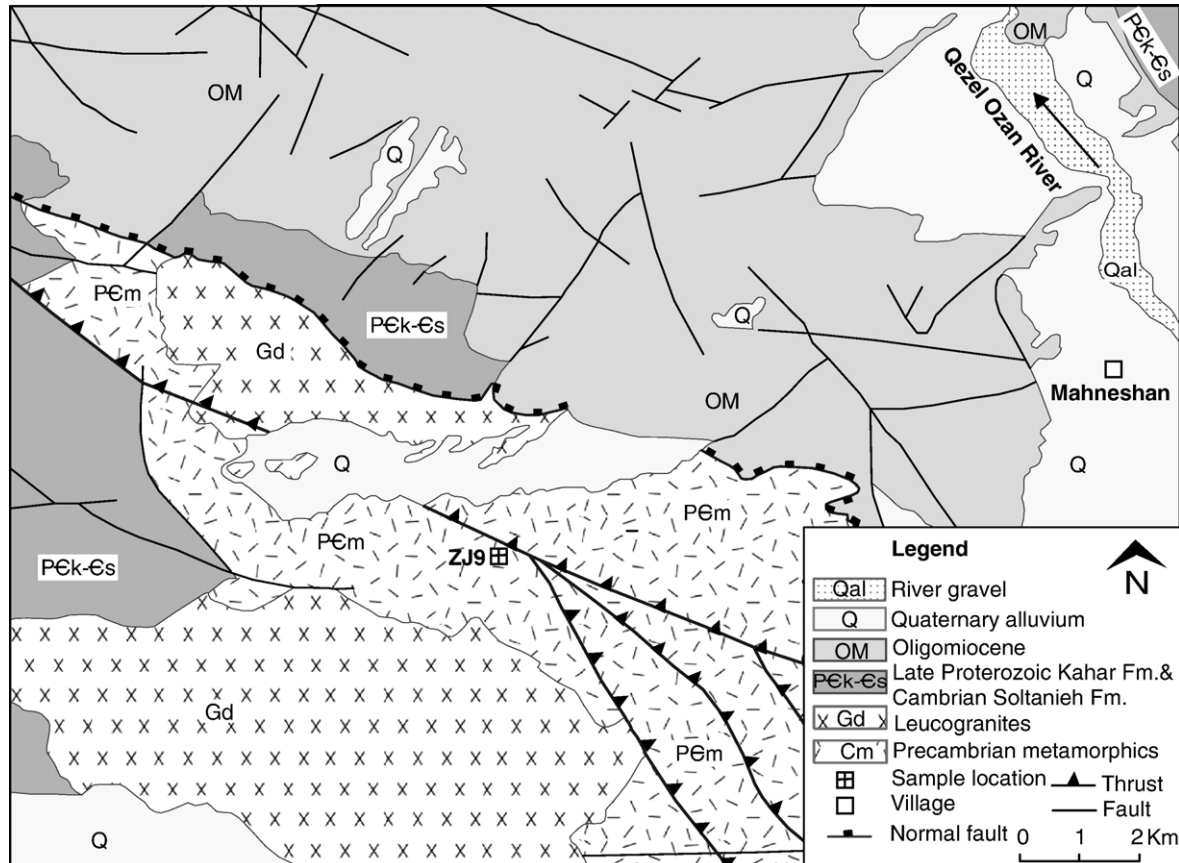 OM
OM
Q
PЄk-Єs
Qezel Ozan River
Q
Qal
PЄm
PЄk-Єs
Gd
Q
OM
Mahneshan
Q
Q
PЄm
PЄm
ZJ9
PЄk-Єs
Gd
PЄm
Q
Legend
N
Qal River gravel
Q Quaternary alluvium
OM Oligomiocene
PЄk-Єs Late Proterozoic Kahar Fm.&
Cambrian Soltanieh Fm.
Gd Leucogranites
Cm Precambrian metamorphics
Sample location Thrust
Village Fault
Normal fault 0 1 2 Km